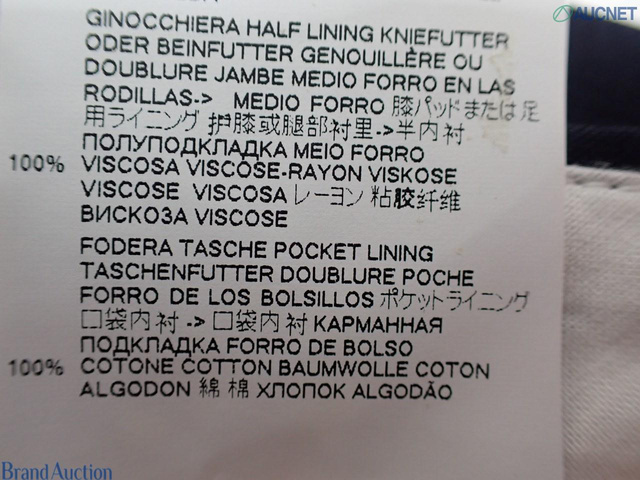 AUCNET
GINOCCHIERA HALF LINING KNIEFUTTER
ODER BEINFUTTER GENOUILLÈRE OU
DOUBLURE JAMBE MEDIO FORRO EN LAS
RODILLAS-> MEDIO FORRO 膝パッドまたは足
用ライニング 护膝或腿部衬里->半内衬
ПОЛУПОДКЛАДКА MEIO FORRO
100% VISCOSA VISCOSE-RAYON VISKOSE
VISCOSE VISCOSA レーヨン 粘胶纤维
ВИСКОЗА VISCOSE
FODERA TASCHE POCKET LINING
TASCHENFUTTER DOUBLURE POCHE
FORRO DE LOS BOLSILLOS ポケットライニング
口袋内衬 -> 口袋内衬 КАРМАННАЯ
ПОДКЛАДКА FORRO DE BOLSO
100% COTONE COTTON BAUMWOLLE COTON
ALGODON 綿 棉 ХЛОПОК ALGODÃO
BrandAuction